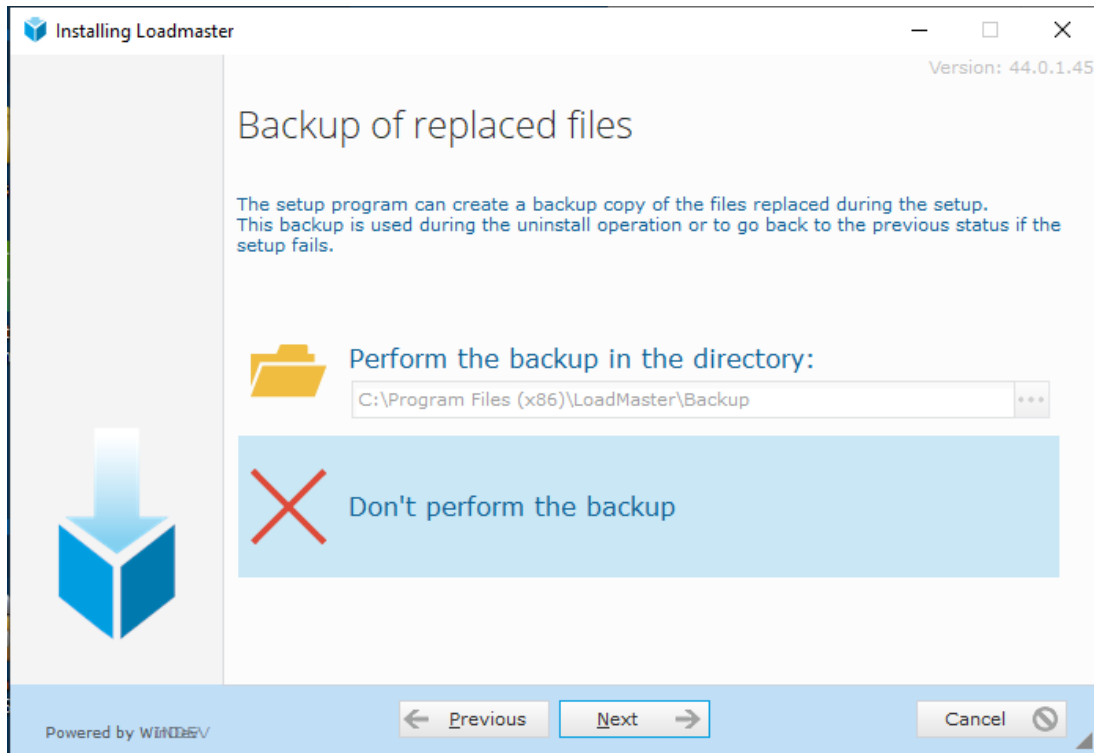 Installing Loadmaster
Version: 44.0.1.45
Backup of replaced files
The setup program can create a backup copy of the files replaced during the setup.
This backup is used during the uninstall operation or to go back to the previous status if the
setup fails.
Perform the backup in the directory:
C:\Program Files (x86)\LoadMaster\Backup
Don't perform the backup
Previous
Next
Cancel
Powered by